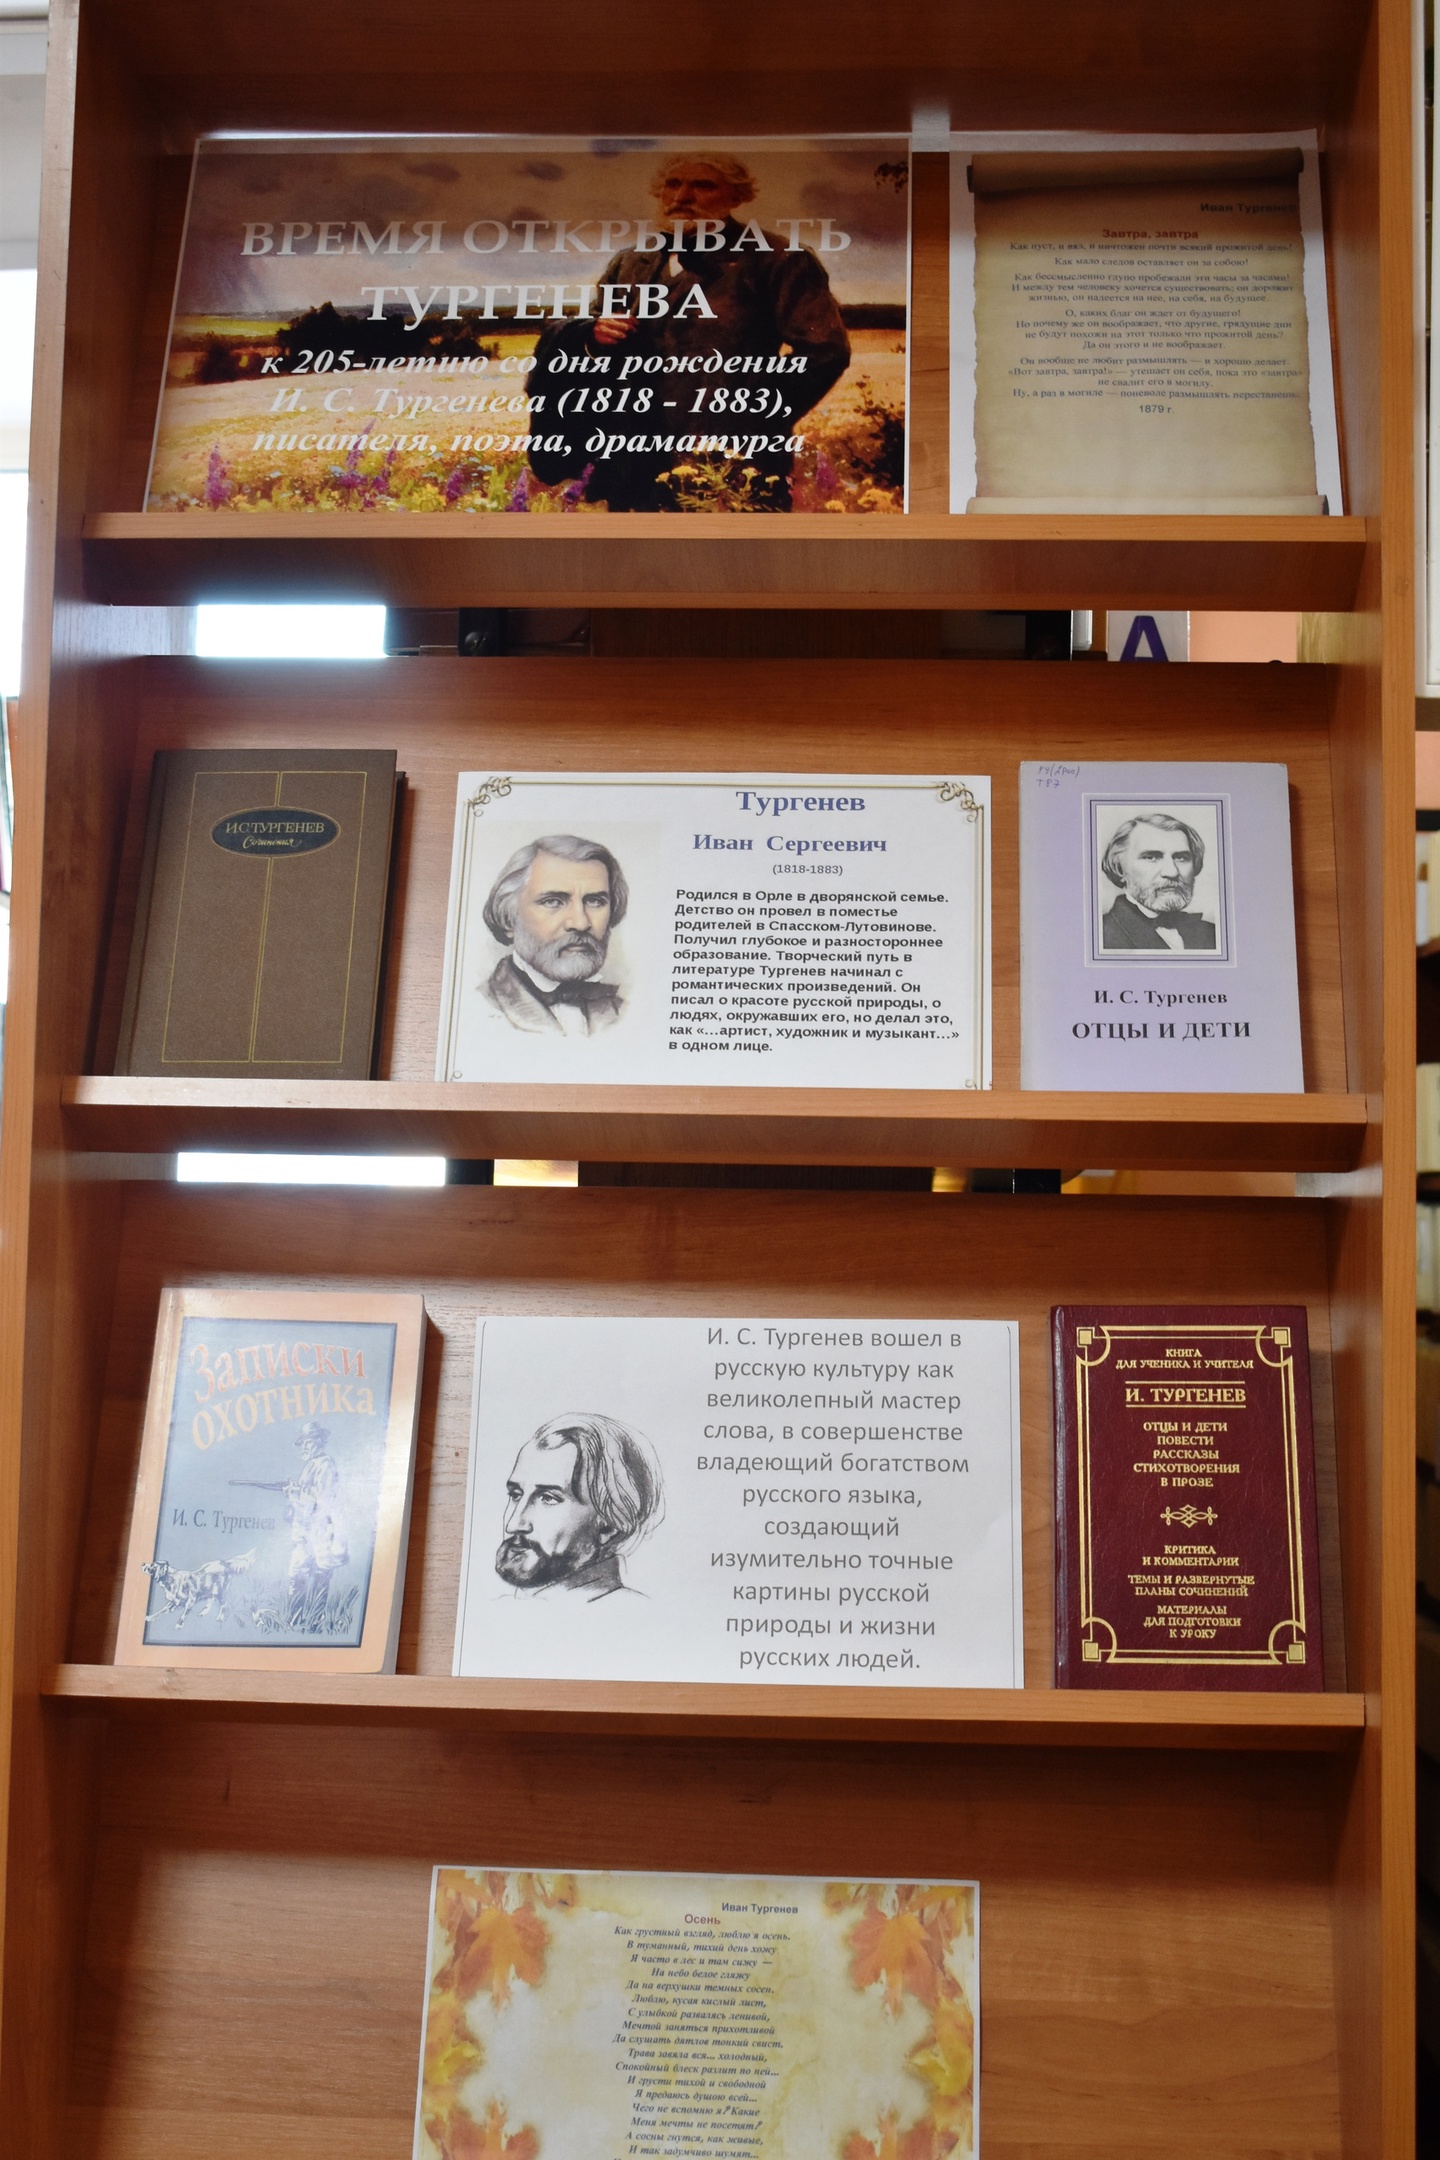 ВРЕМЯ ОТКРЫВАТЬ
ТУРГЕНЕВА
к 205-летию со дня рождения
И. С. Тургенева (1818 - 1883),
писателя, поэта, драматурга
Иван Тургенев
Завтра, завтра
Как пуст, и вял, и ничтожен почти всякий прожитой день!
Как мало следов оставляет он за собою!
Как бессмысленно глупо пробежали эти часы за часами!
И между тем человеку хочется существовать; он дорожит
жизнью, он надеется на нее, на себя, на будущее
О, каких благ он ждет от будущего!
Но почему же он воображает, что другие, грядущие дни
не будут похожи на этот только что прожитой день?
Да он этого и не воображает.
Он вообще не любит размышлять — и хорошо делает.
«Вот завтра, завтра!» — утешает он себя, пока это «завтра»
не свалит его в могилу.
Ну, а раз в могиле — поневоле размышлять перестанешь.
1879 г.
А
И.С.ТУРГЕНЕВ
Сочинения
Тургенев
Иван Сергеевич
(1818-1883)
Родился в Орле в дворянской семье.
Детство он провел в поместье
родителей в Спасском-Лутовинове.
Получил глубокое и разностороннее
образование. Творческий путь в
литературе Тургенев начинал с
романтических произведений. Он
писал о красоте русской природы, о
людях, окружавших его, но делал это,
как «…артист, художник и музыкант…»
в одном лице.
И. С. Тургенев
ОТЦЫ И ДЕТИ
Записки
охотника
И. С. Тургенев
И. С. Тургенев вошел в
русскую культуру как
великолепный мастер
слова, в совершенстве
владеющий богатством
русского языка,
создающий
изумительно точные
картины русской
природы и жизни
русских людей.
КНИГА
ДЛЯ УЧЕНИКА И УЧИТЕЛЯ
И. ТУРГЕНЕВ
ОТЦЫ И ДЕТИ
ПОВЕСТИ
РАССКАЗЫ
СТИХОТВОРЕНИЯ
В ПРОЗЕ
КРИТИКА
И КОММЕНТАРИИ
ТЕМЫ И РАЗВЕРНУТЫЕ
ПЛАНЫ СОЧИНЕНИЙ
МАТЕРИАЛЫ
ДЛЯ ПОДГОТОВКИ
К УРОКУ
Иван Тургенев
Осень
Как грустный взгляд, люблю я осень.
В туманный, тихий день хожу
Я часто в лес и там сижу —
На небо белое гляжу
Да на верхушки темных сосен.
Люблю, кусая кислый лист,
С улыбкой развалясь ленивой,
Мечтой заняться прихотливой
Да слушать дятлов тонкий свист.
Трава завяла вся... холодный,
Спокойный блеск разлит по ней...
И грусти тихой и свободной
Я предаюсь душою всей...
Чего не вспомню я? Какие
Меня мечты не посетят?
А сосны гнутся, как живые,
И так задумчиво шумят...